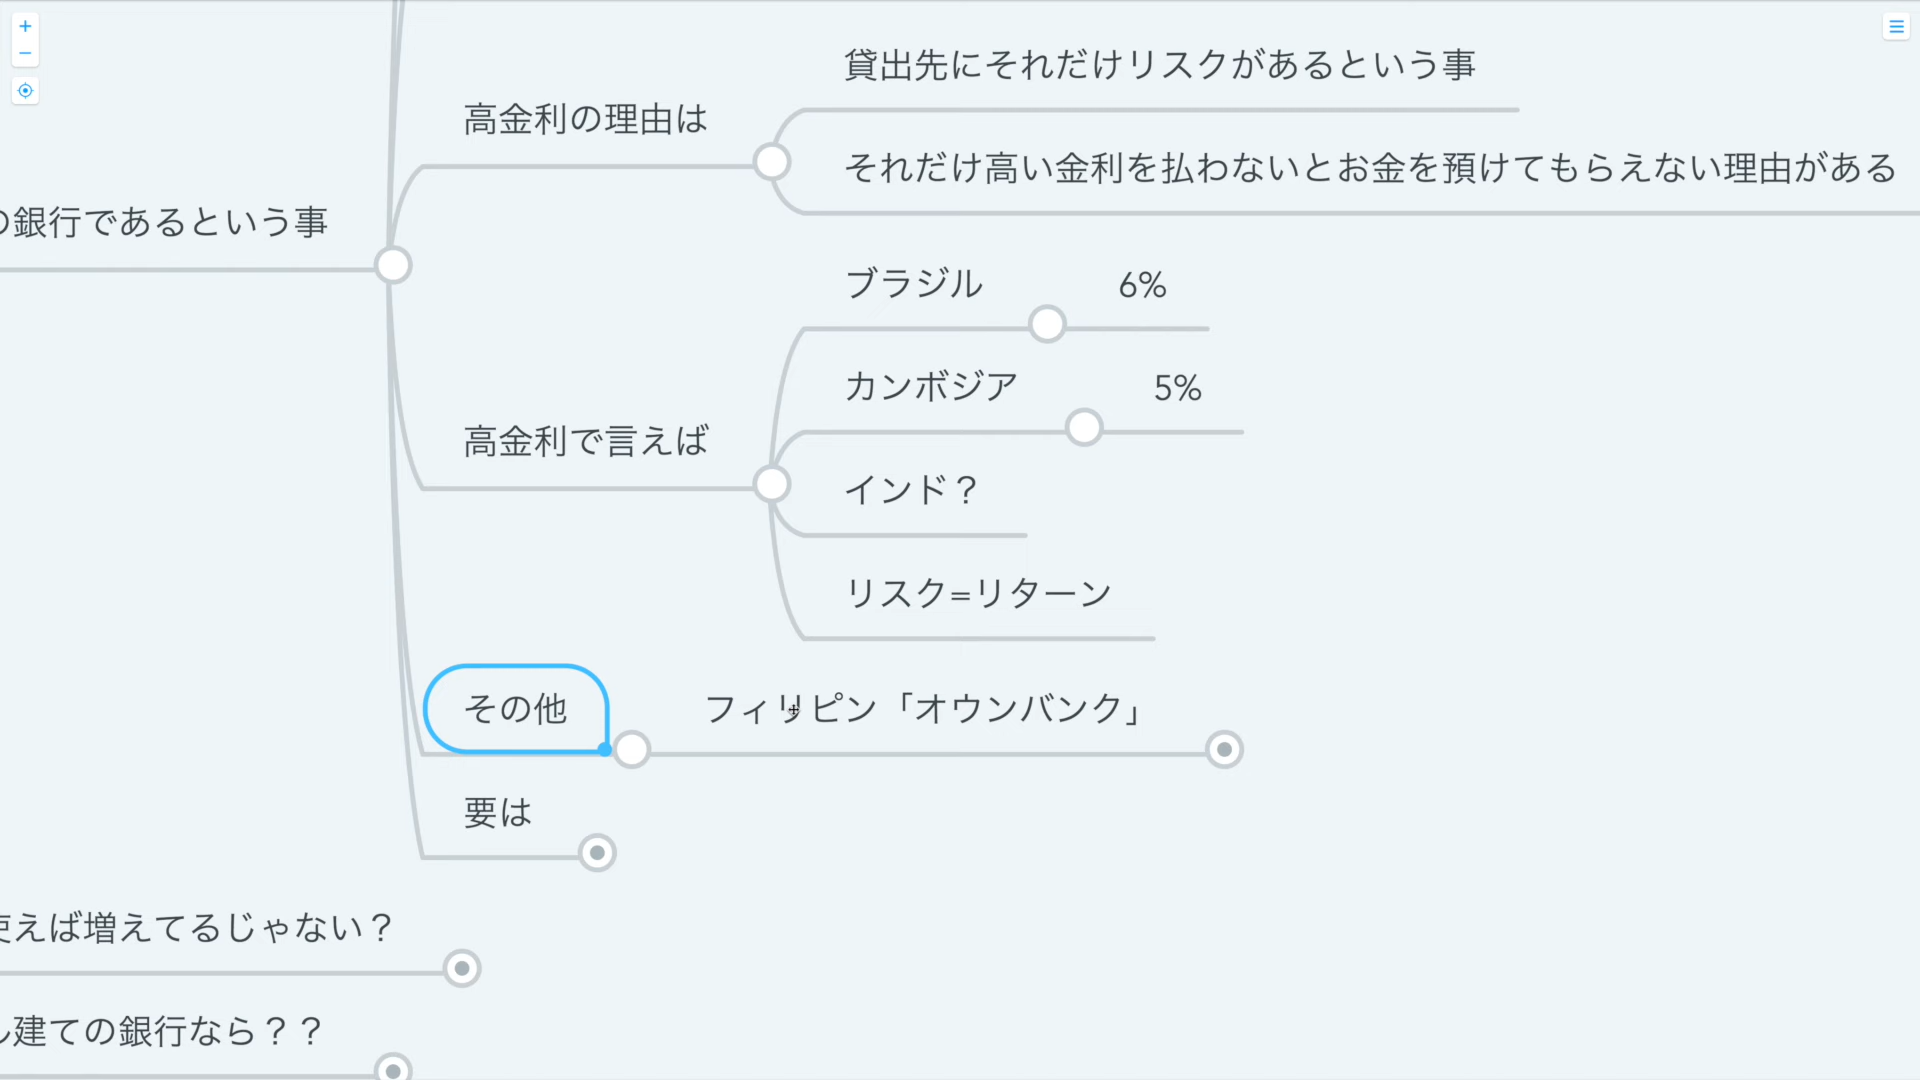 貸出先にそれだけリスクがあるという事
高金利の理由は
それだけ高い金利を払わないとお金を預けてもらえない理由がある
の銀行であるという事
ブラジル 6%
カンボジア 5%
高金利で言えば
インド？
リスク=リターン
その他 フィリピン「オウンバンク」
要は
使えば増えてるじゃない？
ル建ての銀行なら？？